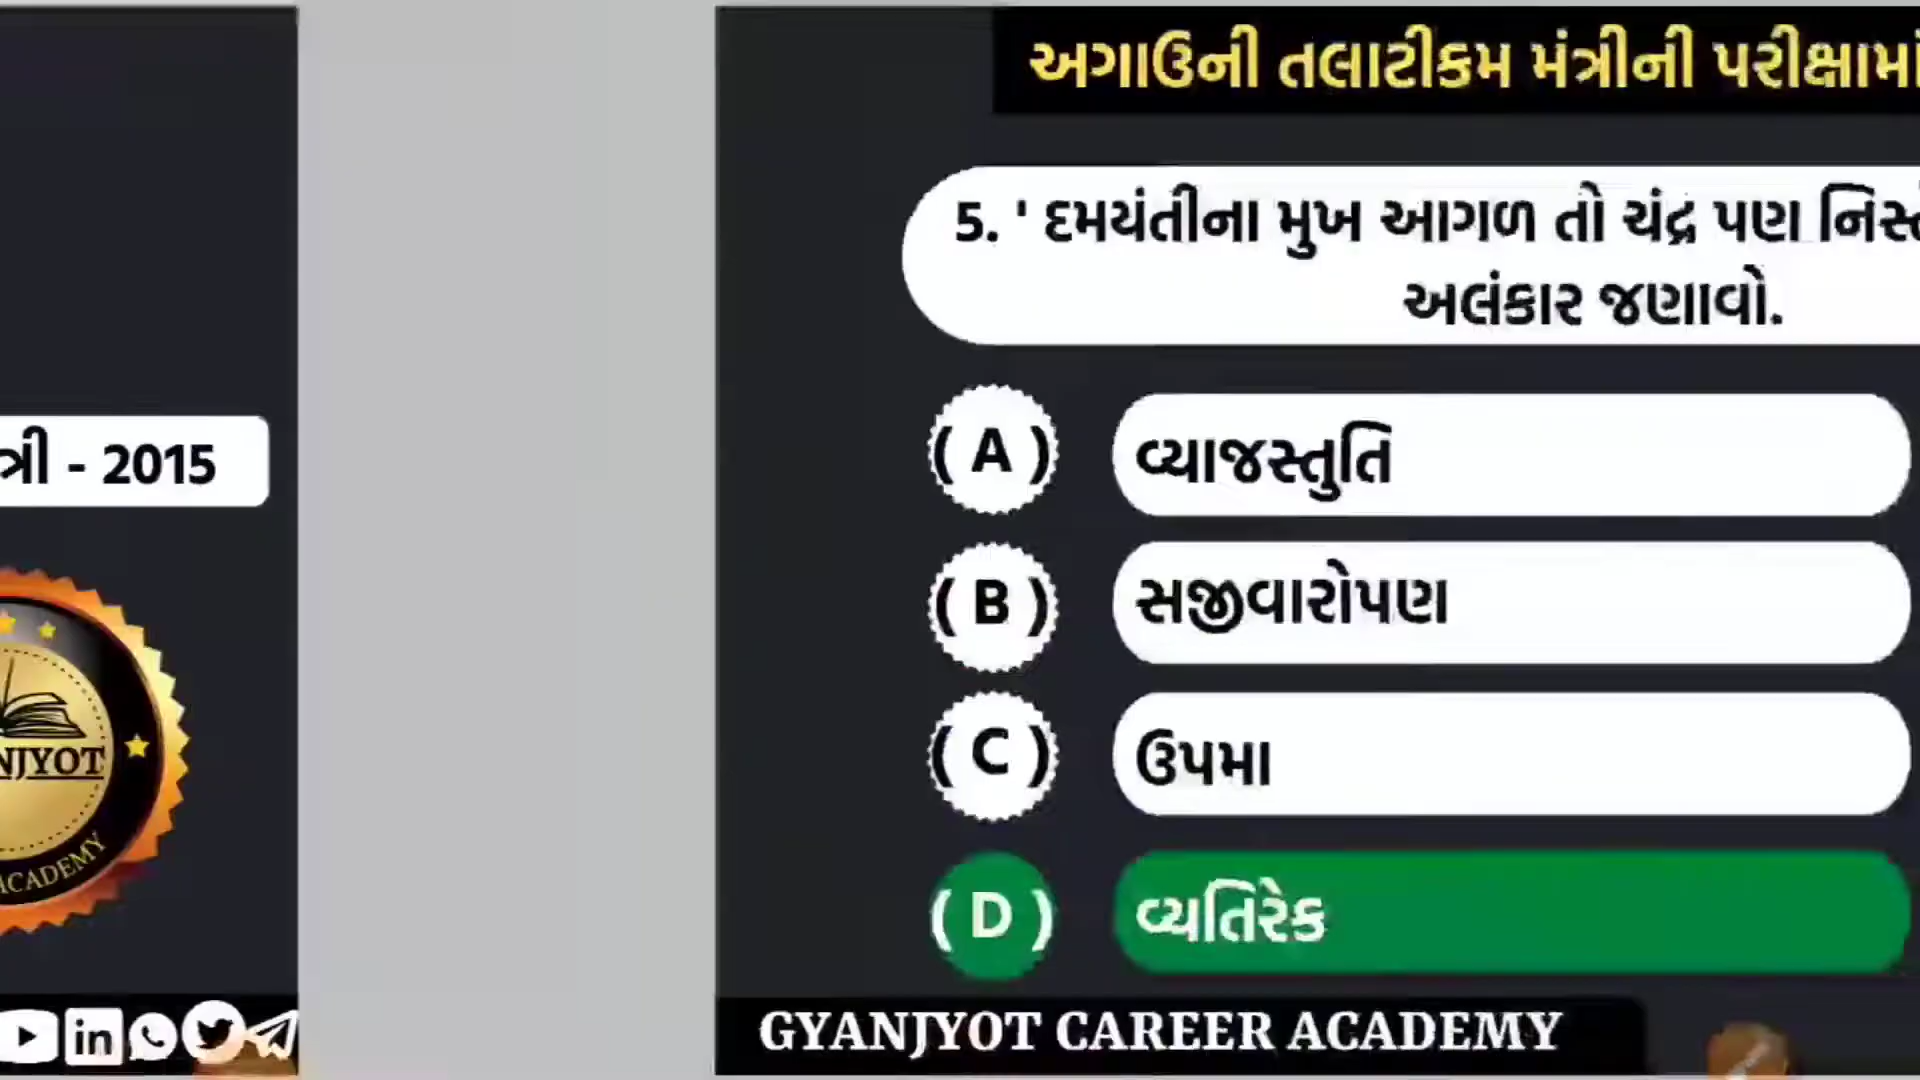 ત્રી - 2015
NJYOT
ACADEMY
in
અગાઉની તલાટીકમ મંત્રીની પરીક્ષામાં
5. ' દમયંતીના મુખ આગળ તો ચંદ્ર પણ
અલંકાર જણાવો.
( A ) વ્યાજસ્તુતિ
( B ) સજીવારોપણ
( C ) ઉપમા
( D ) વ્યતિરેક
GYANJYOT CAREER ACADEMY